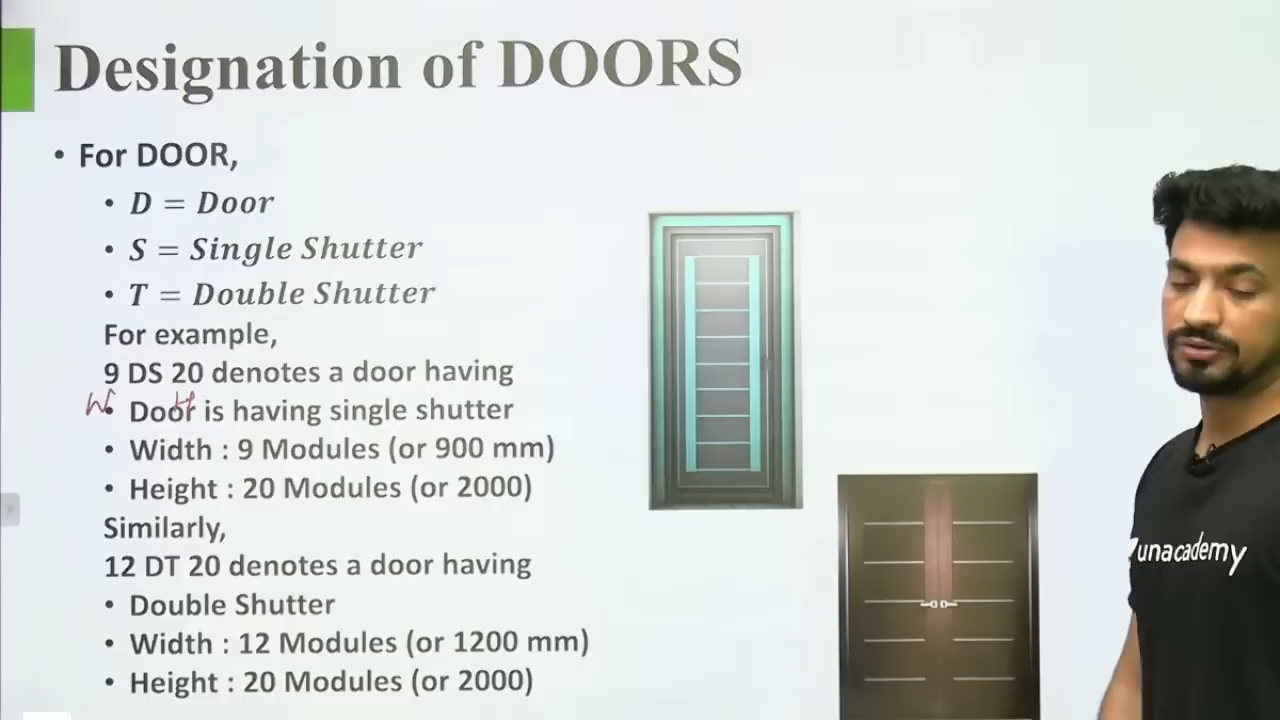 Designation of DOORS
• For DOOR,
• D = Door
• S = Single Shutter
• T = Double Shutter
For example,
9 DS 20 denotes a door having
W H
• Door is having single shutter
• Width : 9 Modules (or 900 mm)
• Height : 20 Modules (or 2000)
Similarly,
12 DT 20 denotes a door having
• Double Shutter
• Width : 12 Modules (or 1200 mm)
• Height : 20 Modules (or 2000)
unacademy